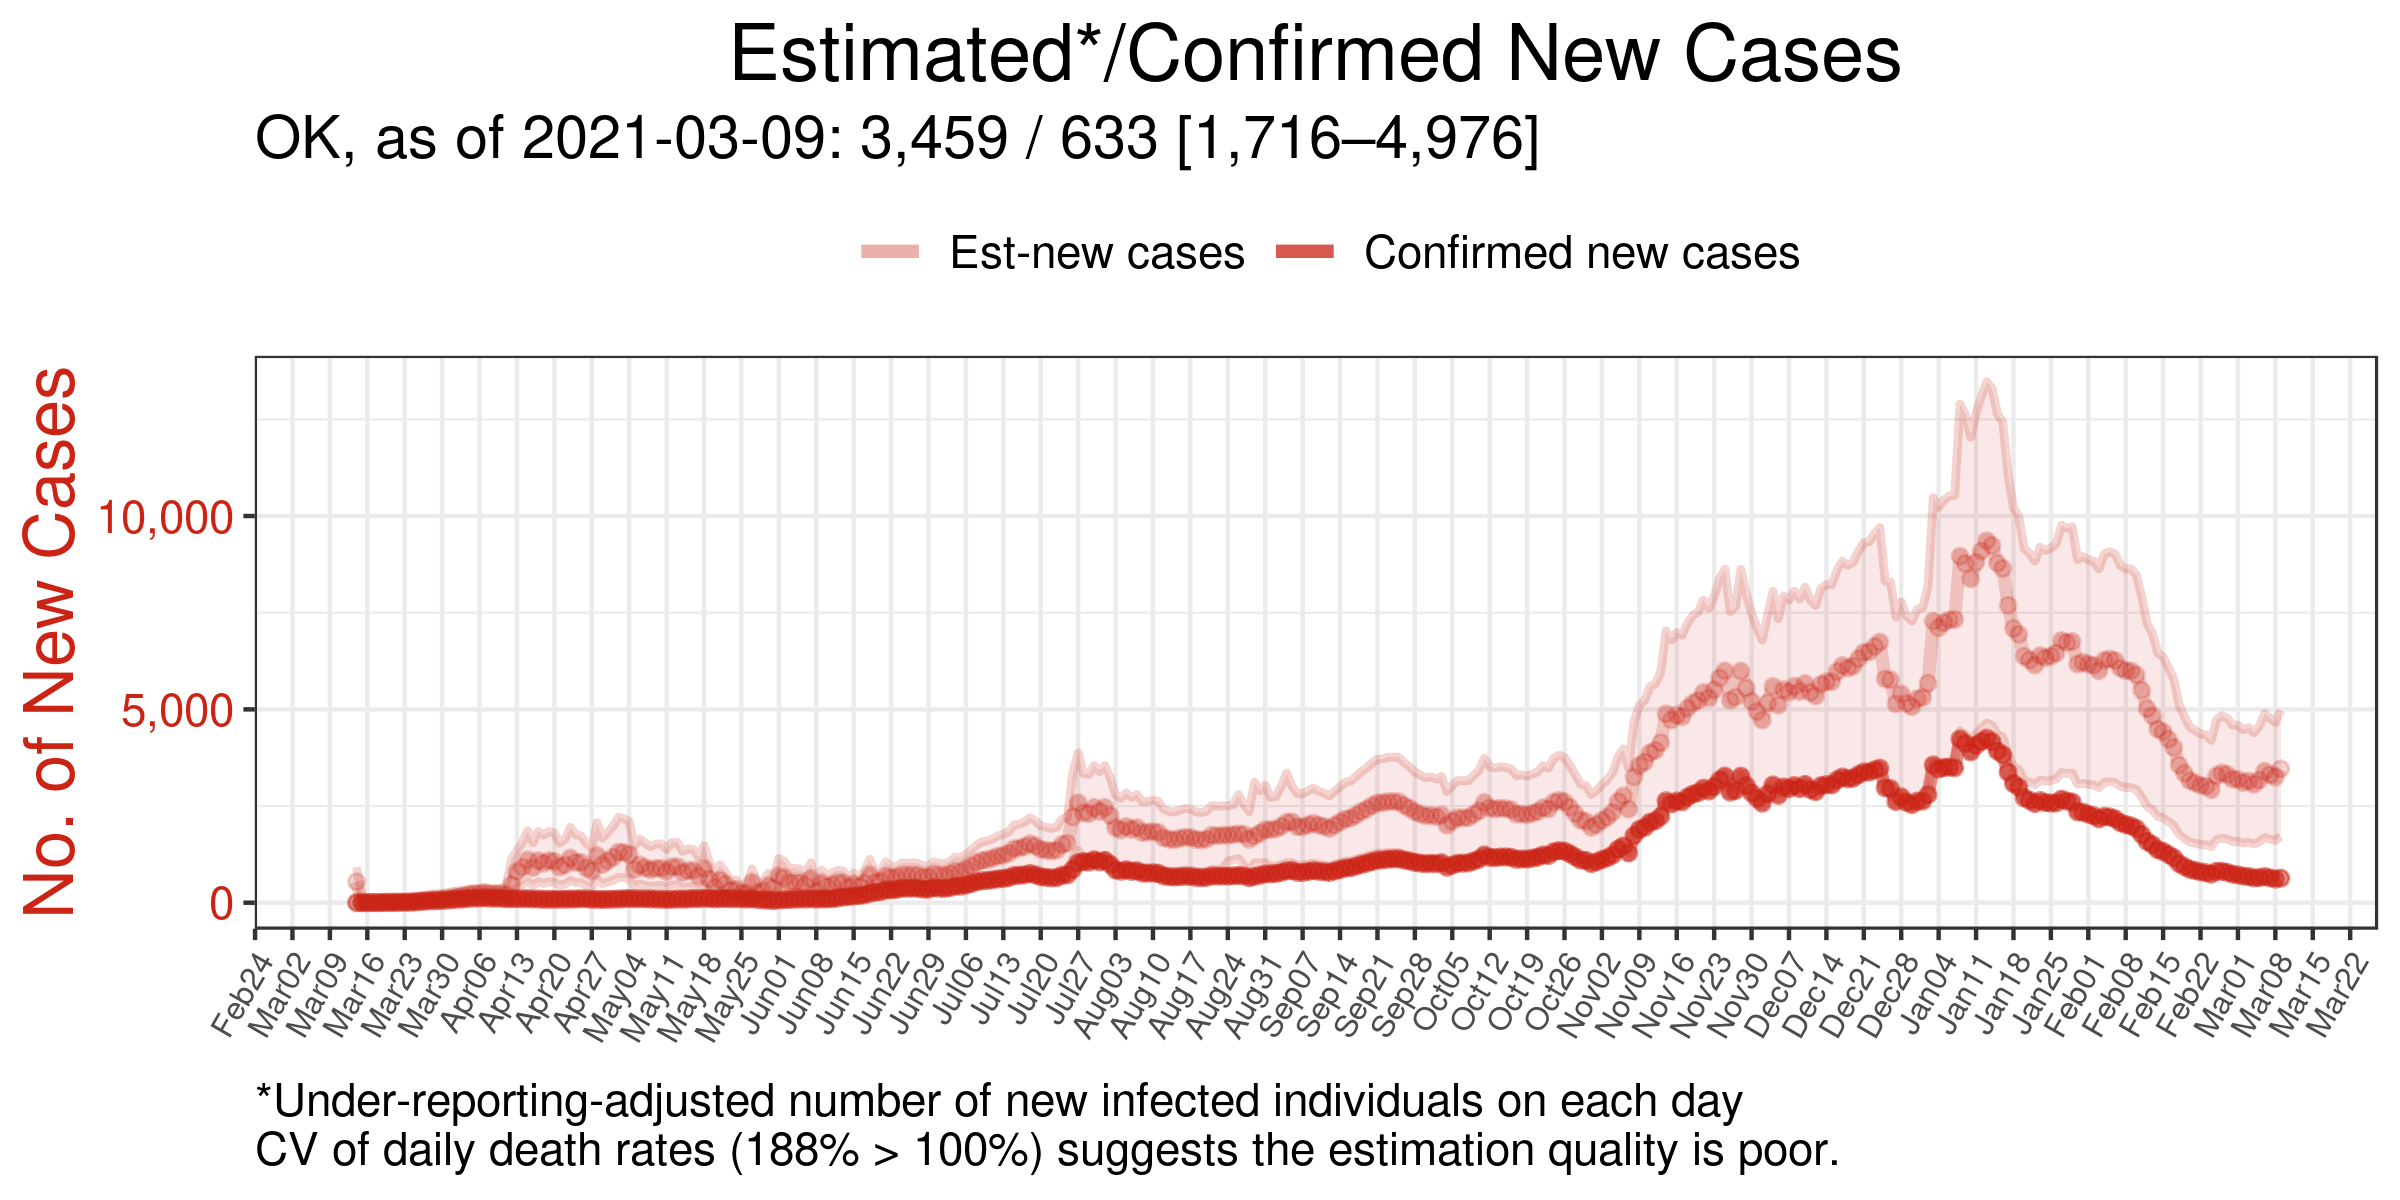 Estimated*/Confirmed New Cases
OK, as of 2021-03-09: 3,459 / 633 [1,716–4,976]
Est-new cases
Confirmed new cases
No. of New Cases
10,000
5,000
0
Feb24
Mar02
Mar09
Mar16
Mar23
Mar30
Apr06
Apr13
Apr20
Apr27
May04
May11
May18
May25
Jun01
Jun08
Jun15
Jun22
Jun29
Jul06
Jul13
Jul20
Jul27
Aug03
Aug10
Aug17
Aug24
Aug31
Sep07
Sep14
Sep21
Sep28
Oct05
Oct12
Oct19
Oct26
Nov02
Nov09
Nov16
Nov23
Nov30
Dec07
Dec14
Dec21
Dec28
Jan04
Jan11
Jan18
Jan25
Feb01
Feb08
Feb15
Feb22
Mar01
Mar08
Mar15
Mar22
*Under-reporting-adjusted number of new infected individuals on each day
CV of daily death rates (188% > 100%) suggests the estimation quality is poor.